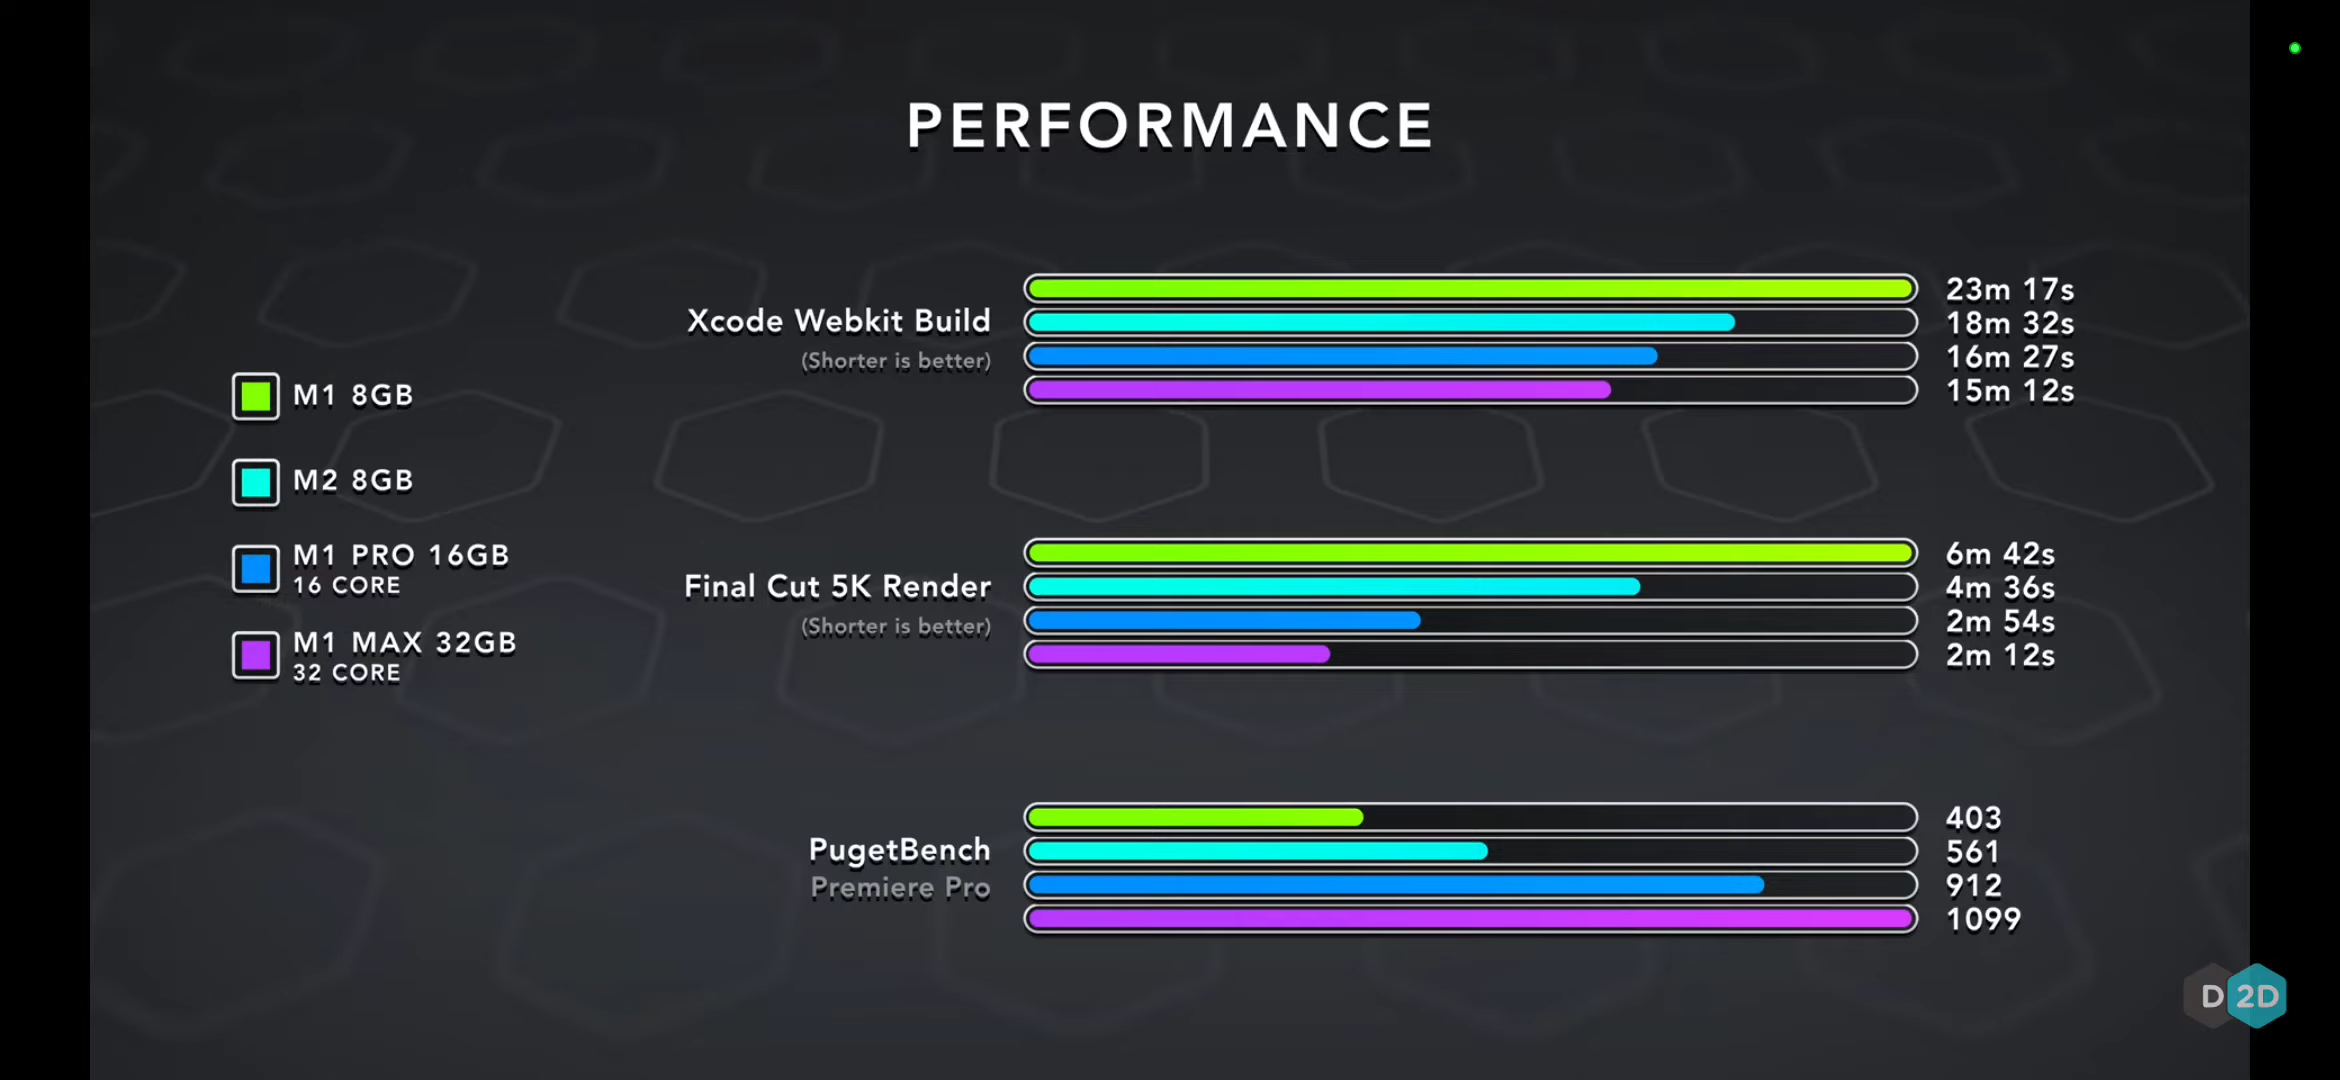 PERFORMANCE
M1 8GB
M2 8GB
M1 PRO 16GB
16 CORE
M1 MAX 32GB
32 CORE
Xcode Webkit Build
(Shorter is better)
23m 17s
18m 32s
16m 27s
15m 12s
Final Cut 5K Render
(Shorter is better)
6m 42s
4m 36s
2m 54s
2m 12s
PugetBench
Premiere Pro
403
561
912
1099
D 2D